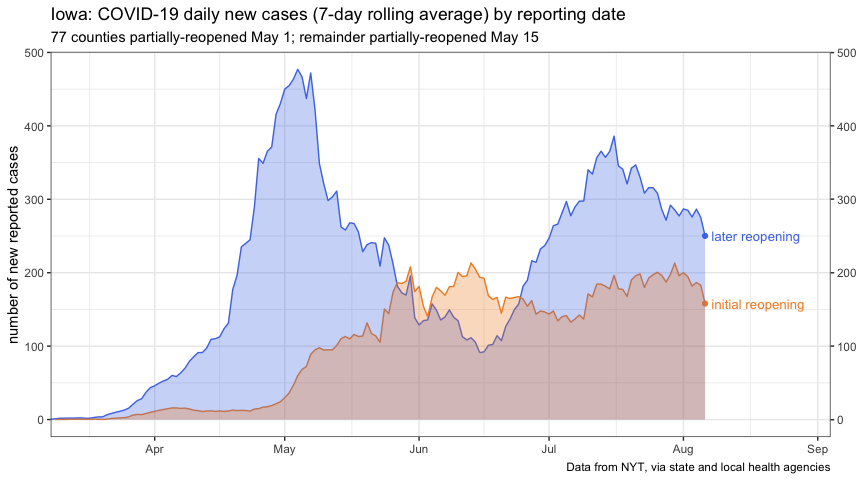 Iowa: COVID-19 daily new cases (7-day rolling average) by reporting date
77 counties partially-reopened May 1; remainder partially-reopened May 15
number of new reported cases
500
400
300
200
100
0
500
400
300
200
100
0
later reopening
initial reopening
Apr May Jun Jul Aug Sep
Data from NYT, via state and local health agencies